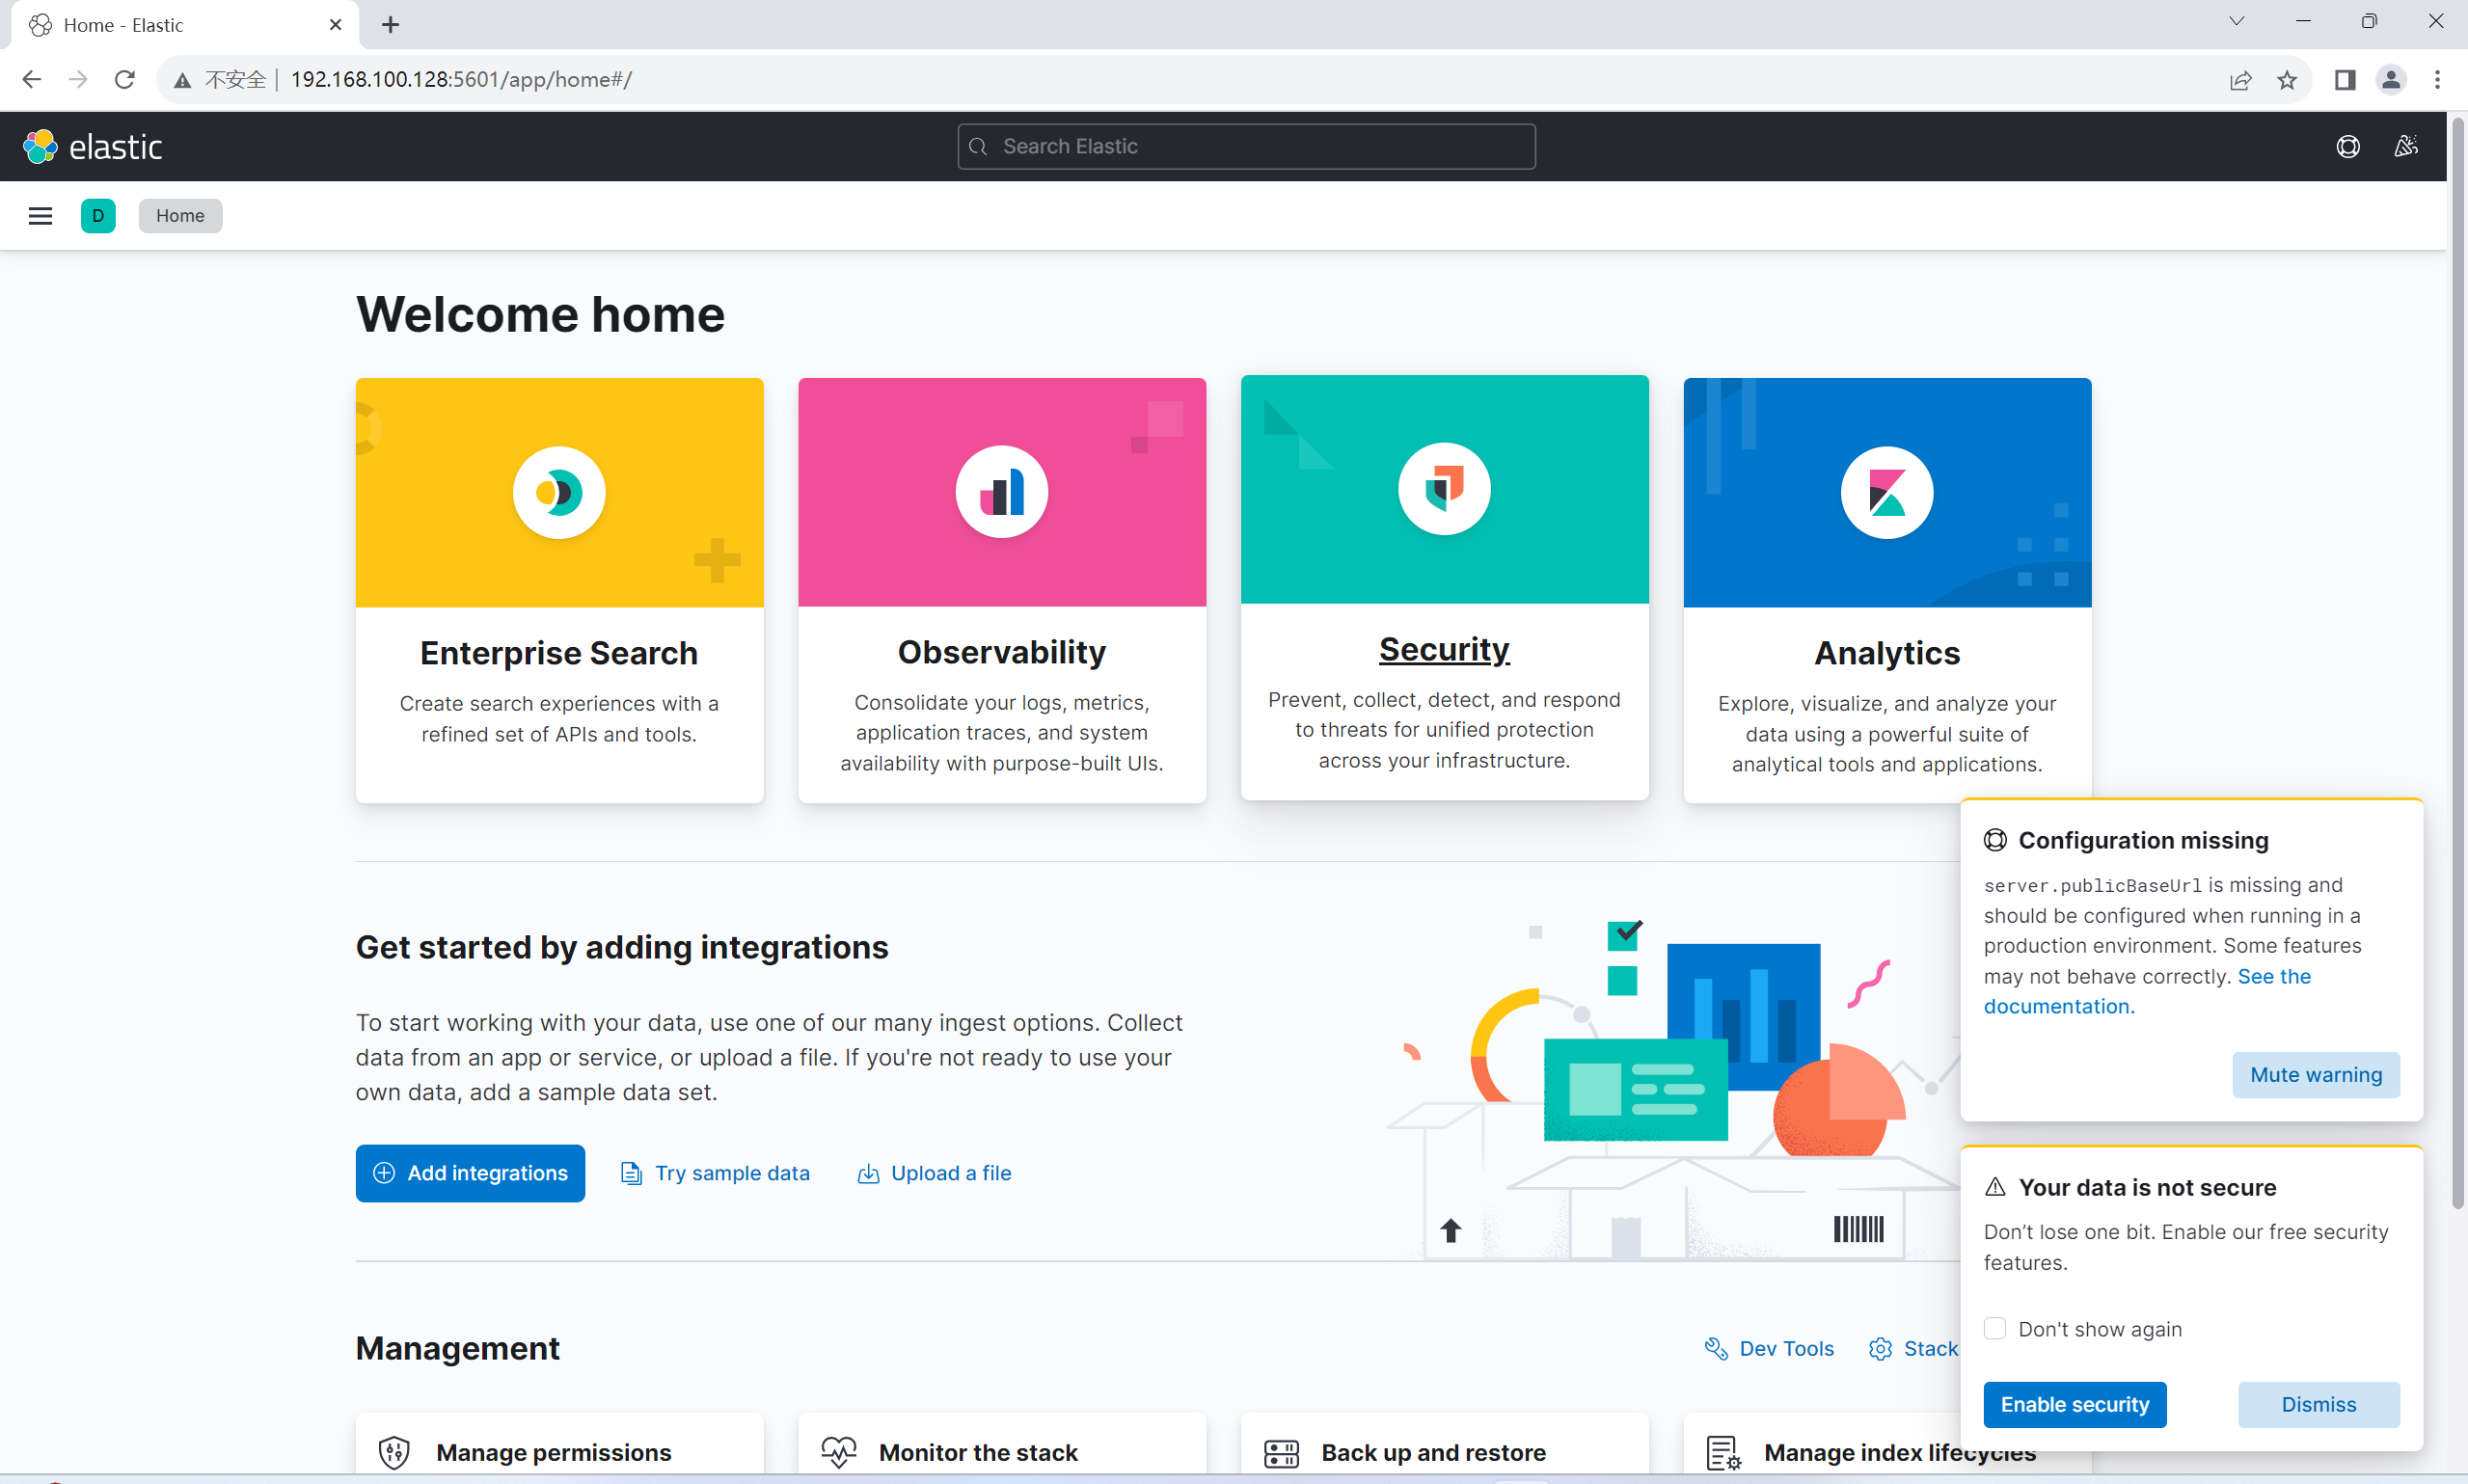 Home - Elastic
不安全
192.168.100.128:5601/app/home#/
elastic
Search Elastic
D
Home
Welcome home
Enterprise Search
Create search experiences with a
refined set of APIs and tools.
Observability
Consolidate your logs, metrics,
application traces, and system
availability with purpose-built UIs.
Security
Prevent, collect, detect, and respond
to threats for unified protection
across your infrastructure.
Analytics
Explore, visualize, and analyze your
data using a powerful suite of
analytical tools and applications.
Get started by adding integrations
To start working with your data, use one of our many ingest options. Collect
data from an app or service, or upload a file. If you're not ready to use your
own data, add a sample data set.
Add integrations
Try sample data
Upload a file
Configuration missing
server.publicBaseUrl is missing and
should be configured when running in a
production environment. Some features
may not behave correctly. See the
documentation.
Mute warning
Your data is not secure
Don’t lose one bit. Enable our free security
features.
Don't show again
Enable security
Dismiss
Management
Dev Tools
Stack
Manage permissions
Monitor the stack
Back up and restore
Manage index lifecycles